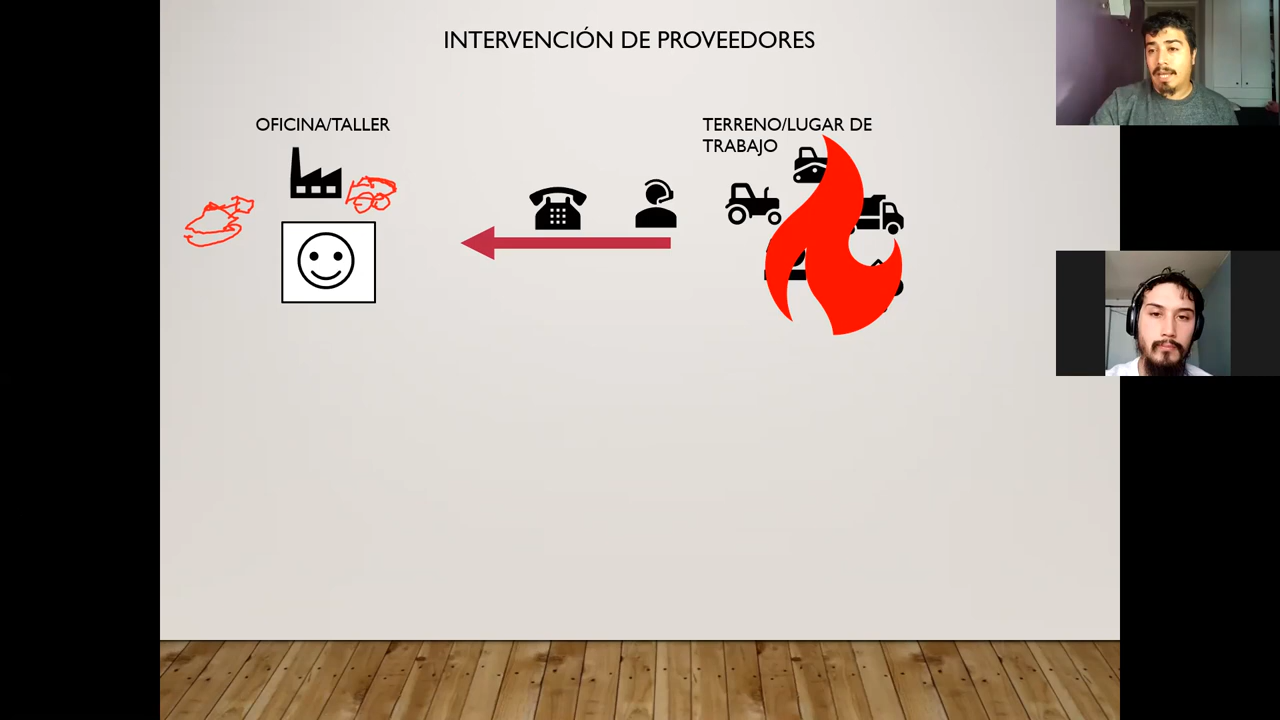 INTERVENCIÓN DE PROVEEDORES
OFICINA/TALLER
TERRENO/LUGAR DE
TRABAJO